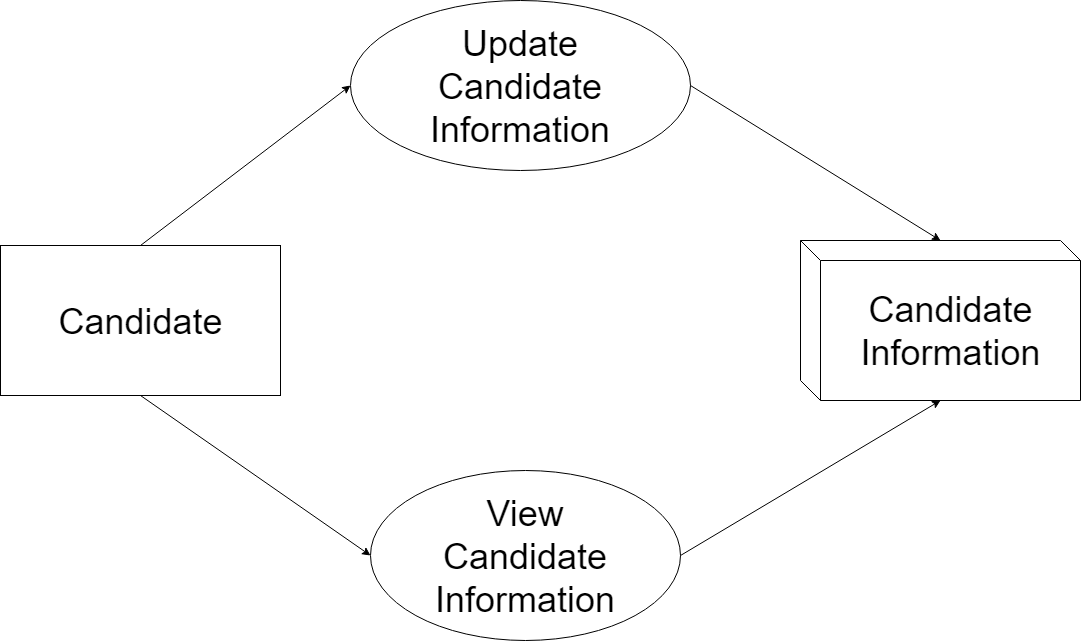 Update
Candidate
Information
Candidate
Candidate
Information
View
Candidate
Information